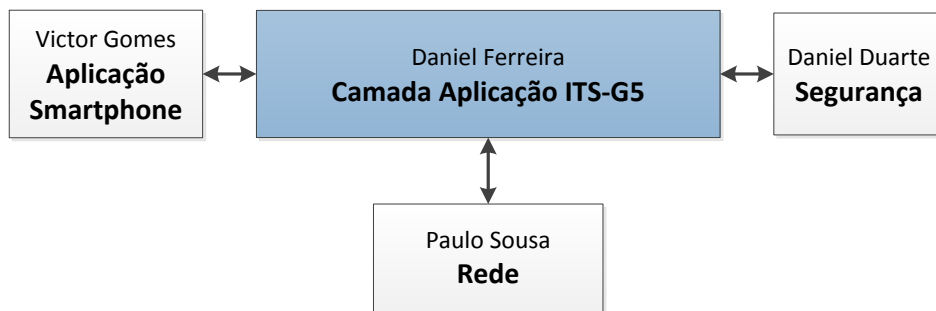 Victor Gomes
Aplicação
Smartphone
Daniel Ferreira
Camada Aplicação ITS-G5
Daniel Duarte
Segurança
Paulo Sousa
Rede